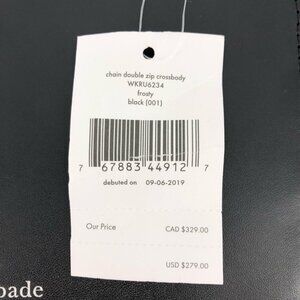 chain double zip crossbody
WKRU6234
frosty
black (001)
7 67883 44912 7
debuted on 09-06-2019
Our Price CAD $329.00
USD $279.00
pade